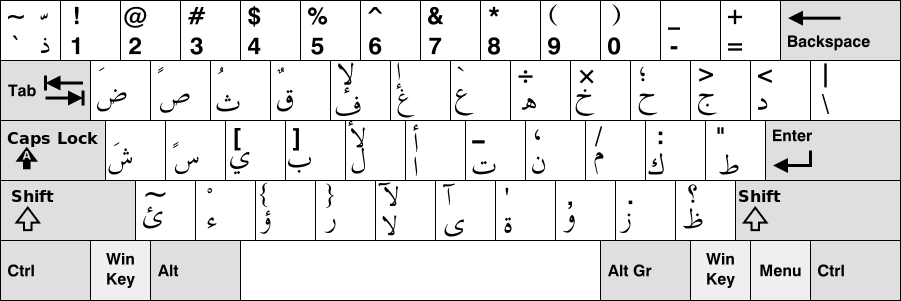 ~ ّ ! @ # $ % ^ & * ( ) _ +
` ذ 1 2 3 4 5 6 7 8 9 0 - = Backspace
Tab َ ً ُ ٌ لإ إ ` ÷ × ؛ > < |
ض ص ث ق ف غ ع ه خ ح ج د \
Caps Lock [ ] لأ أ ـ ، / : " Enter
A ش س ي ب ل ا ت ن م ك ط
Shift ~ ْ { } لآ آ ' , . ؟ Shift
ئ ء ؤ ر لا ى ة و ز ظ
Ctrl Win Key Alt Alt Gr Win Key Menu Ctrl